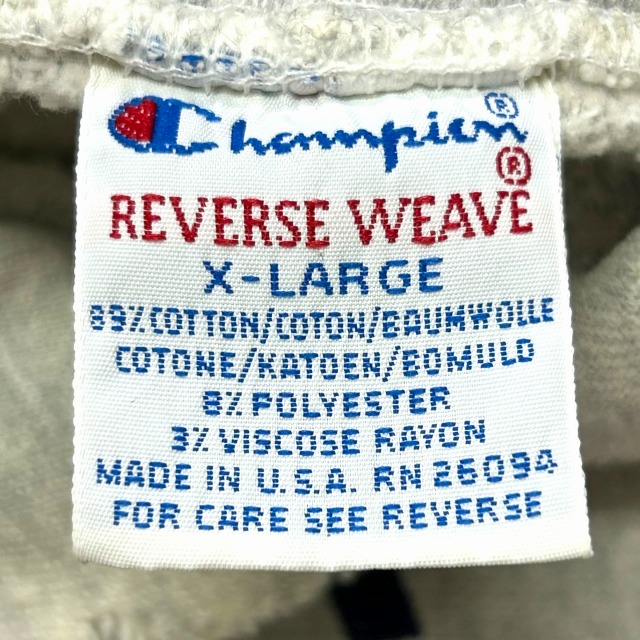 Champion®
REVERSE WEAVE®
X-LARGE
89% COTTON/COTON/BAUMWOLLE
COTONE/KATOEN/BOMULD
8% POLYESTER
3% VISCOSE RAYON
MADE IN U.S.A. RN 26094
FOR CARE SEE REVERSE